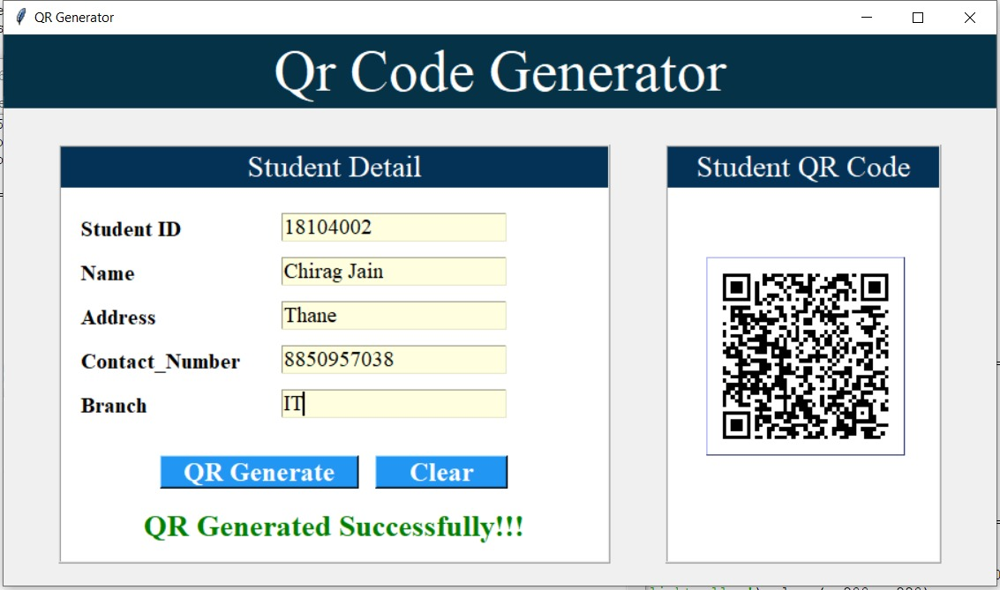 QR Generator
Qr Code Generator
Student Detail
Student ID 18104002
Name Chirag Jain
Address Thane
Contact_Number 8850957038
Branch IT
QR Generate Clear
QR Generated Successfully!!!
Student QR Code